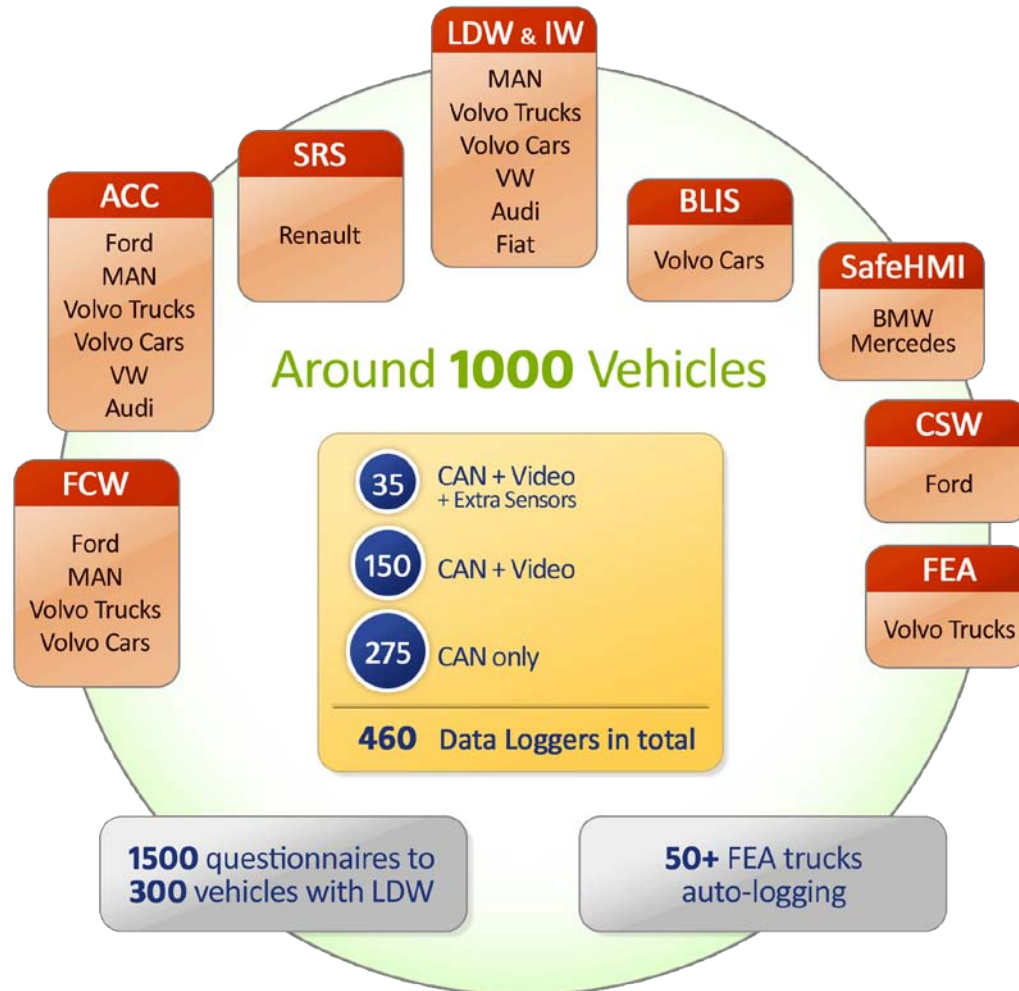 LDW & IW
MAN
Volvo Trucks
Volvo Cars
VW
Audi
Fiat
SRS
Renault
ACC
Ford
MAN
Volvo Trucks
Volvo Cars
VW
Audi
BLIS
Volvo Cars
SafeHMI
BMW
Mercedes
Around 1000 Vehicles
CSW
Ford
FCW
Ford
MAN
Volvo Trucks
Volvo Cars
35 CAN + Video
+ Extra Sensors
150 CAN + Video
275 CAN only
460 Data Loggers in total
FEA
Volvo Trucks
1500 questionnaires to
300 vehicles with LDW
50+ FEA trucks
auto-logging